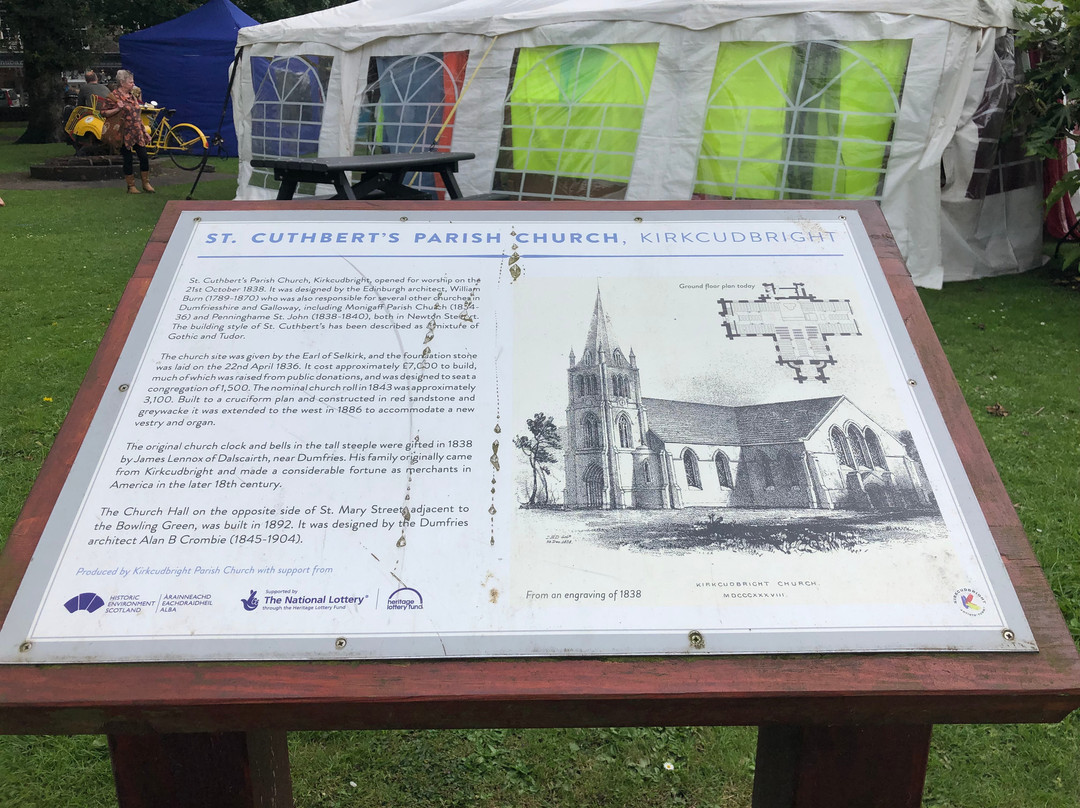 ST. CUTHBERT'S PARISH CHURCH, KIRKCUDBRIGHT
St. Cuthbert's Parish Church, Kirkcudbright, opened for worship on the
21st October 1838. It was designed by the Edinburgh architect, William
Burn (1789-1870) who was also responsible for several other churches in
Dumfriesshire and Galloway, including Monigaff Parish Church (1834-
36) and Penninghame St. John (1838-1840), both in Newton Stewart.
The building style of St. Cuthbert's has been described as a mixture of
Gothic and Tudor.
The church site was given by the Earl of Selkirk, and the foundation stone
was laid on the 22nd April 1836. It cost approximately £7,000 to build,
much of which was raised from public donations, and was designed to seat a
congregation of 1,500. The nominal church roll in 1843 was approximately
3,100. Built to a cruciform plan and constructed in red sandstone and
greywacke it was extended to the west in 1886 to accommodate a new
vestry and organ.
The original church clock and bells in the tall steeple were gifted in 1838
by James Lennox of Dalscairth, near Dumfries. His family originally came
from Kirkcudbright and made a considerable fortune as merchants in
America in the later 18th century.
The Church Hall on the opposite side of St. Mary Street, adjacent to
the Bowling Green, was built in 1892. It was designed by the Dumfries
architect Alan B Crombie (1845-1904).
Produced by Kirkcudbright Parish Church with support from
HISTORIC
ENVIRONMENT
SCOTLAND
ÀRAINNEACHD
EACHDRAIDHEIL
ALBA
Supported by
The National Lottery®
through the Heritage Lottery Fund
heritage
lottery fund
Ground floor plan today
KIRKCUDBRIGHT CHURCH.
MDCCCXXXVIII
From an engraving of 1838
KIRKCUDBRIGHT